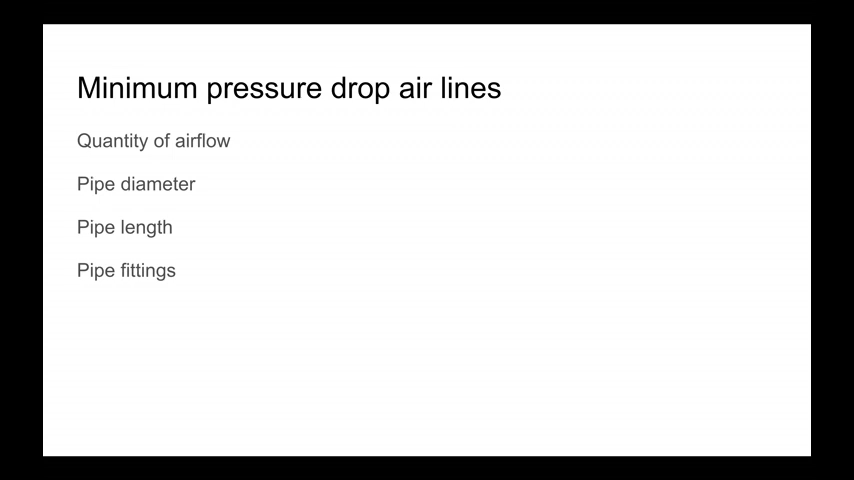 Minimum pressure drop air lines
Quantity of airflow
Pipe diameter
Pipe length
Pipe fittings